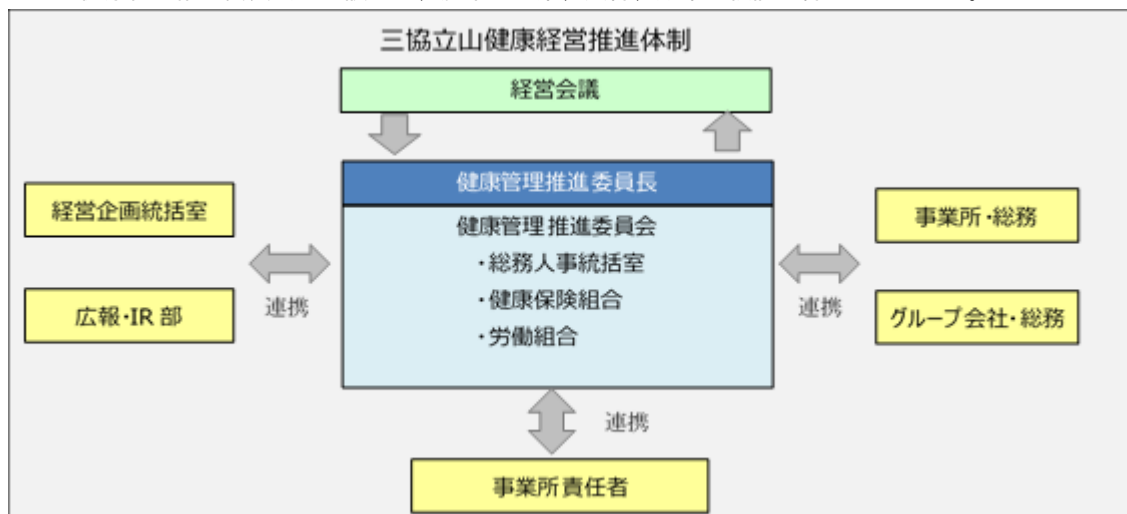 三協立山健康経営推進体制
経営会議
健康管理推進委員長
健康管理推進委員会
・総務人事統括室
・健康保険組合
・労働組合
経営企画統括室
広報・IR 部
連携
事業所・総務
グループ会社・総務
連携
連携
事業所責任者